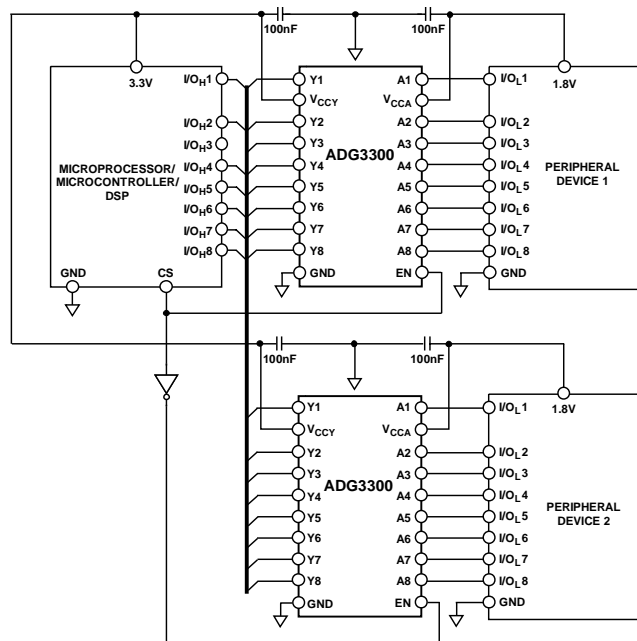 100nF
100nF
3.3V
I/OH1
I/OH2
I/OH3
I/OH4
I/OH5
I/OH6
I/OH7
I/OH8
MICROPROCESSOR/
MICROCONTROLLER/
DSP
GND
CS
Y1
VCCY
Y2
Y3
Y4
Y5
Y6
Y7
Y8
GND
ADG3300
A1
VCCA
A2
A3
A4
A5
A6
A7
A8
EN
I/OL1
1.8V
I/OL2
I/OL3
I/OL4
I/OL5
I/OL6
I/OL7
I/OL8
GND
PERIPHERAL
DEVICE 1
100nF
100nF
Y1
VCCY
Y2
Y3
Y4
Y5
Y6
Y7
Y8
GND
ADG3300
A1
VCCA
A2
A3
A4
A5
A6
A7
A8
EN
I/OL1
1.8V
I/OL2
I/OL3
I/OL4
I/OL5
I/OL6
I/OL7
I/OL8
GND
PERIPHERAL
DEVICE 2